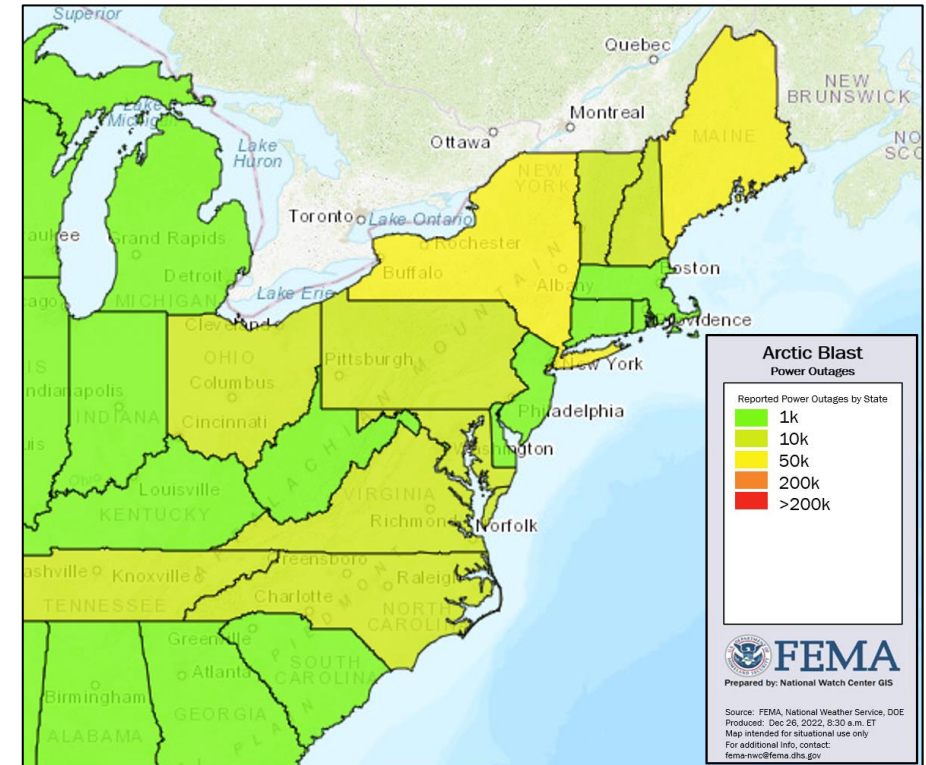 Superior
Quebec
NEW
BRUNSWICK
Lake
Michigan
Montreal
MAINE
Ottawa
NO
SCO
Lake
Huron
NEW
YORK
Toronto
Lake Ontario
aukee
Grand Rapids
Rochester
Detroit
Buffalo
Boston
Albany
ago
MICHIGAN
Lake Erie
Cleveland
Providence
OHIO
Pittsburgh
New York
IS
Columbus
ndianapolis
INDIANA
Cincinnati
Philadelphia
uis
Washington
Louisville
VIRGINIA
KENTUCKY
Richmond
Norfolk
ashville
Knoxville
Greensboro
Raleigh
Charlotte
TENNESSEE
NORTH
CAROLINA
Greenville
Atlanta
SOUTH
CAROLINA
Birmingham
GEORGIA
ALABAMA
PIEDMONT
Arctic Blast
Power Outages
Reported Power Outages by State
1k
10k
50k
200k
>200k
FEMA
Prepared by: National Watch Center GIS
Source: FEMA, National Weather Service, DOE
Produced: Dec 26, 2022, 8:30 a.m. ET
Map intended for situational use only
For additional Info, contact:
fema-nwc@fema.dhs.gov